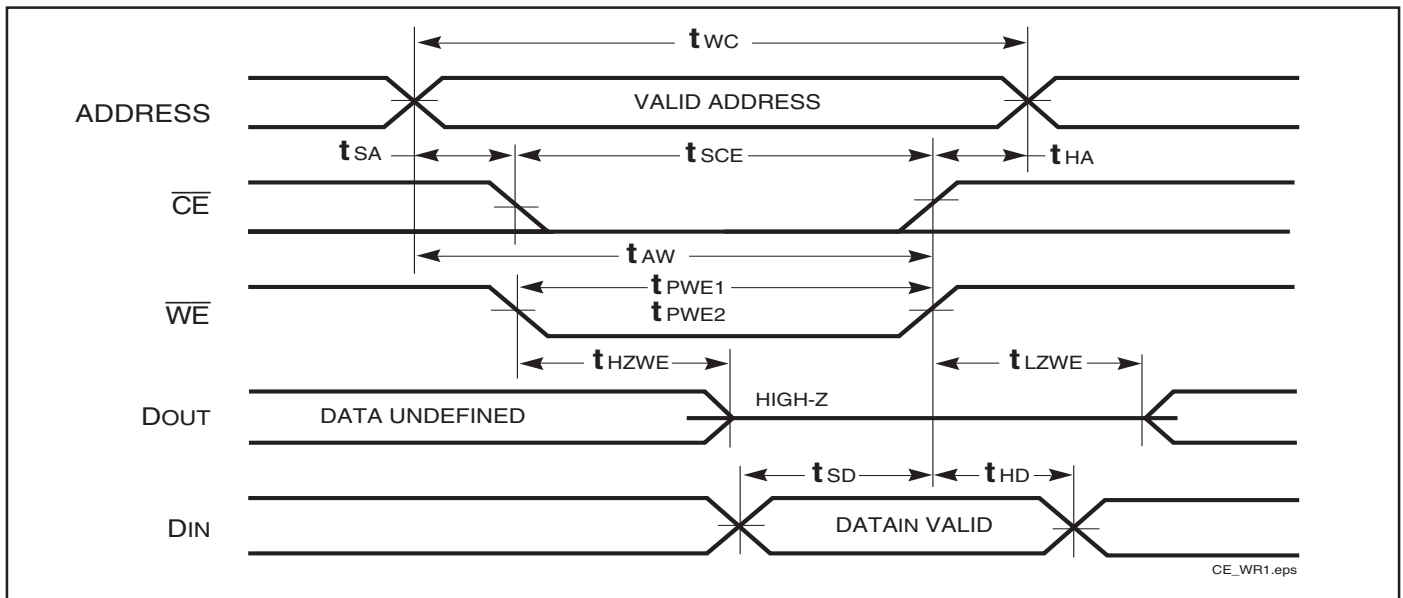 tWC
ADDRESS
VALID ADDRESS
tSA
tSCE
tHA
CE
tAW
WE
tPWE1
tPWE2
tHZWE
tLZWE
DOUT
DATA UNDEFINED
HIGH-Z
tSD
tHD
DIN
DATAIN VALID
CE_WR1.eps